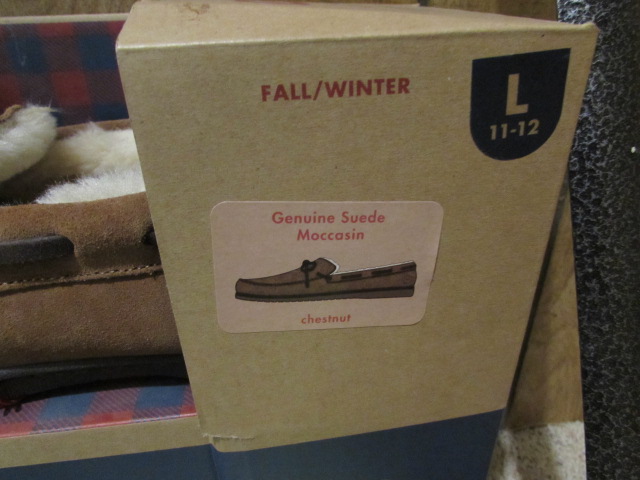 FALL/WINTER
L
11-12
Genuine Suede
Moccasin
chestnut